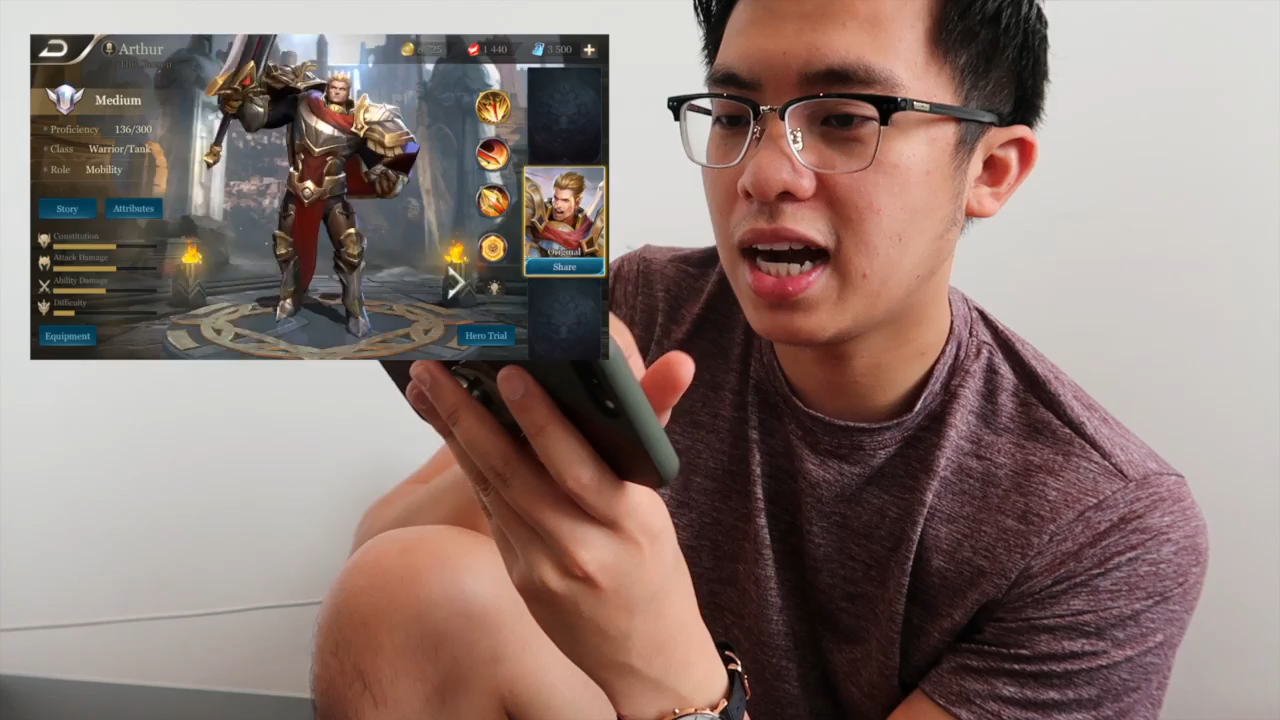 Arthur
1 440
3 500
Medium
Proficiency 136/300
Class Warrior/Tank
Role Mobility
Story Attributes
Constitution
Attack Damage
Ability Damage
Difficulty
Equipment
Hero Trial
Original
Share